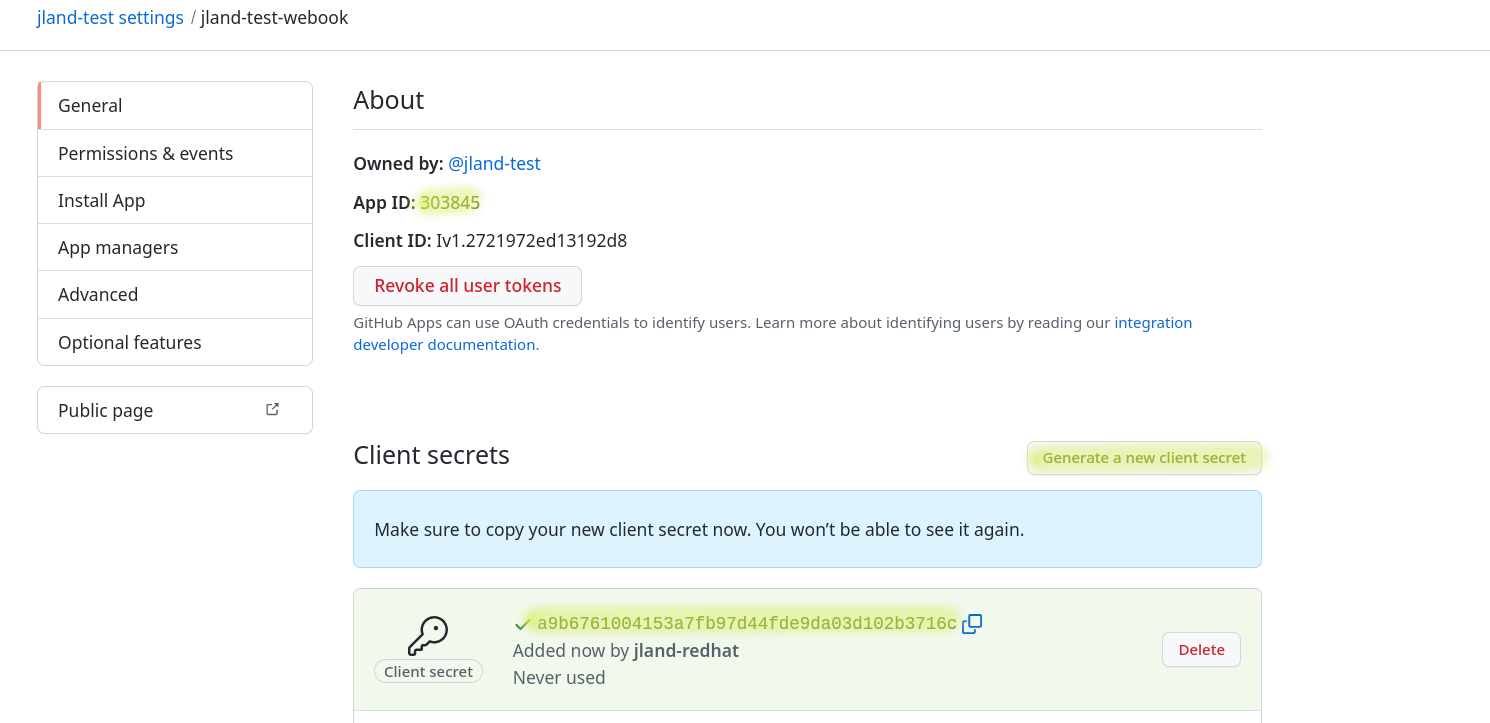 jland-test settings / jland-test-webook
General
Permissions & events
Install App
App managers
Advanced
Optional features
Public page
About
Owned by: @jland-test
App ID: 303845
Client ID: Iv1.2721972ed13192d8
Revoke all user tokens
GitHub Apps can use OAuth credentials to identify users. Learn more about identifying users by reading our integration
developer documentation.
Client secrets
Generate a new client secret
Make sure to copy your new client secret now. You won’t be able to see it again.
a9b6761004153a7fb97d44fde9da03d102b3716c
Client secret
Added now by jland-redhat
Never used
Delete